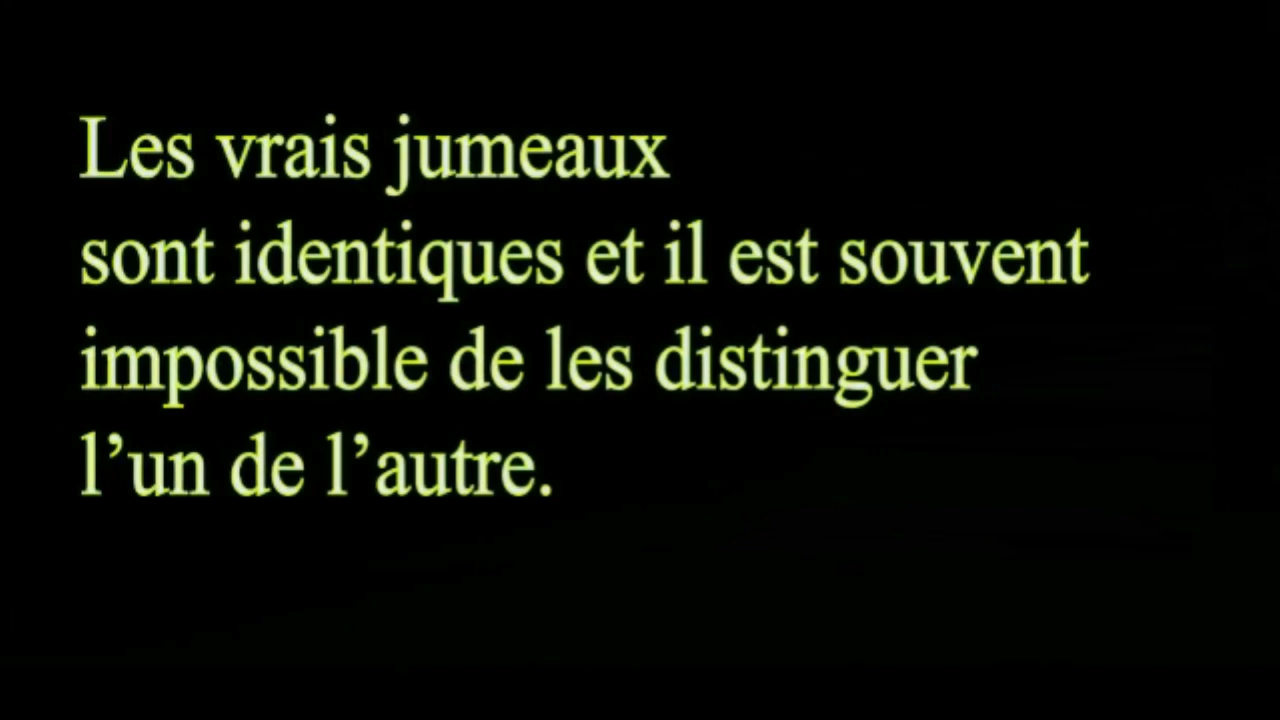 Les vrais jumeaux
sont identiques et il est souvent
impossible de les distinguer
l’un de l’autre.